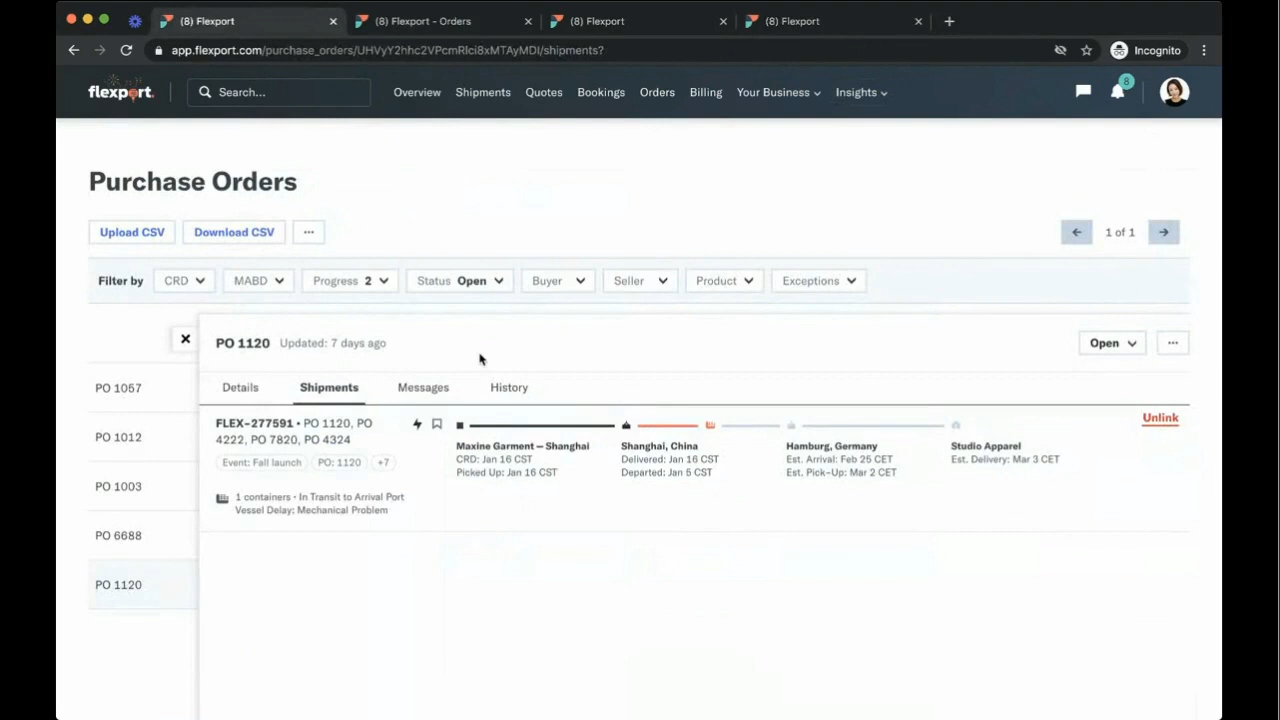 (8) Flexport
(8) Flexport - Orders
(8) Flexport
(8) Flexport
app.flexport.com/purchase_orders/UHVyY2hhc2VPcmRlci8xMTAyMDI/shipments?
Incognito
flexport.
Search...
Overview
Shipments
Quotes
Bookings
Orders
Billing
Your Business
Insights
8
Purchase Orders
Upload CSV
Download CSV
...
1 of 1
Filter by
CRD
MABD
Progress 2
Status Open
Buyer
Seller
Product
Exceptions
PO 1057
PO 1012
PO 1003
PO 6688
PO 1120
PO 1120 Updated: 7 days ago
Open
...
Details
Shipments
Messages
History
FLEX-277591 • PO 1120, PO
4222, PO 7820, PO 4324
Event: Fall launch
PO: 1120
+7
1 containers • In Transit to Arrival Port
Vessel Delay: Mechanical Problem
Maxine Garment – Shanghai
CRD: Jan 16 CST
Picked Up: Jan 16 CST
Shanghai, China
Delivered: Jan 16 CST
Departed: Jan 5 CST
Hamburg, Germany
Est. Arrival: Feb 25 CET
Est. Pick-Up: Mar 2 CET
Studio Apparel
Est. Delivery: Mar 3 CET
Unlink